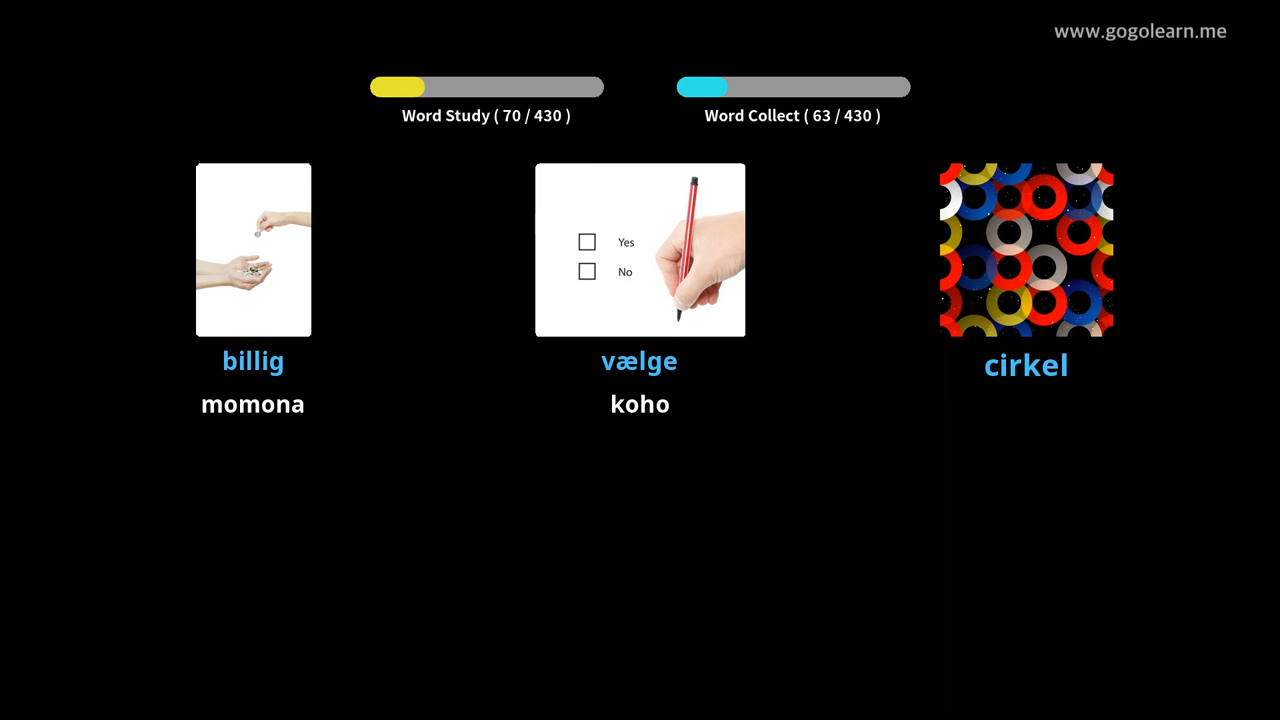 www.gogolearn.me
Word Study ( 70 / 430 )
Word Collect ( 63 / 430 )
Yes
No
billig
vælge
cirkel
momona
koho